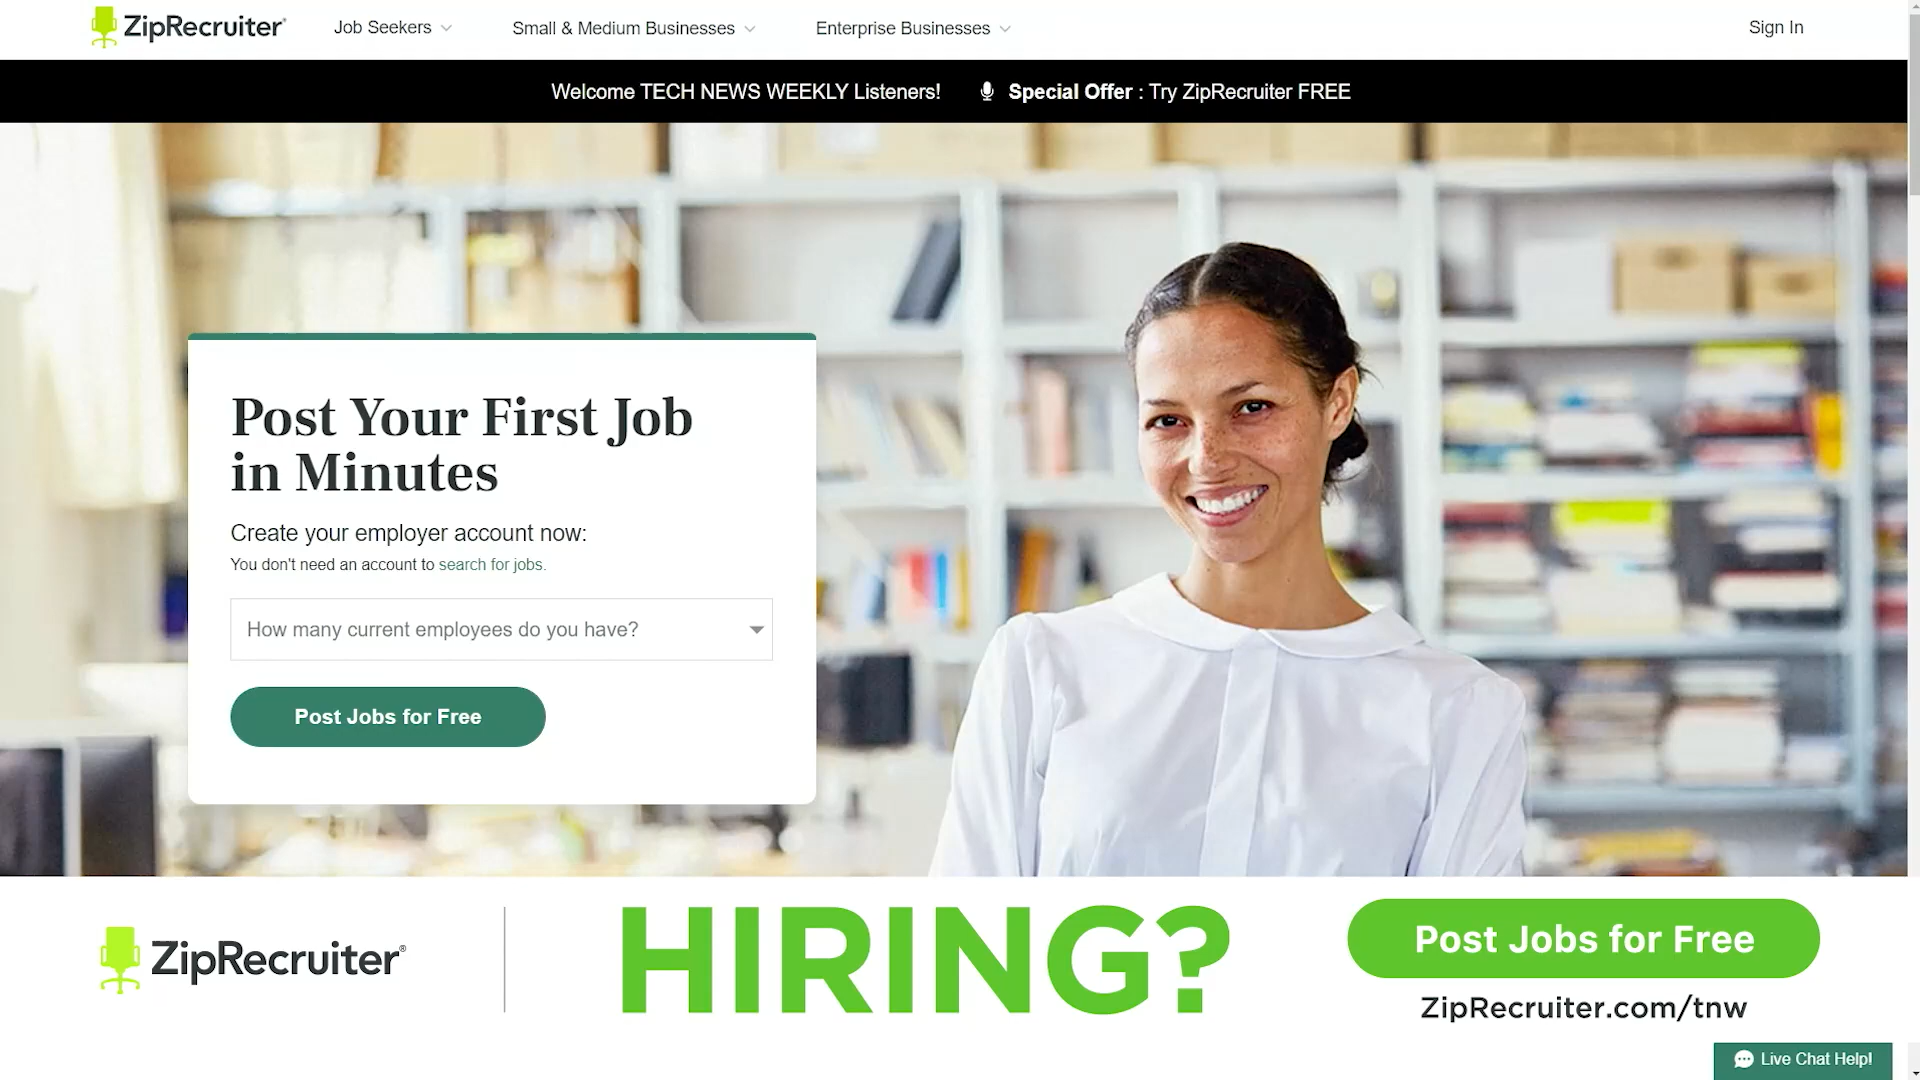 ZipRecruiter®
Job Seekers
Small & Medium Businesses
Enterprise Businesses
Sign In
Welcome TECH NEWS WEEKLY Listeners!
Special Offer : Try ZipRecruiter FREE
Post Your First Job
in Minutes
Create your employer account now:
You don't need an account to search for jobs.
How many current employees do you have?
Post Jobs for Free
ZipRecruiter®
HIRING?
Post Jobs for Free
ZipRecruiter.com/tnw
Live Chat Help!